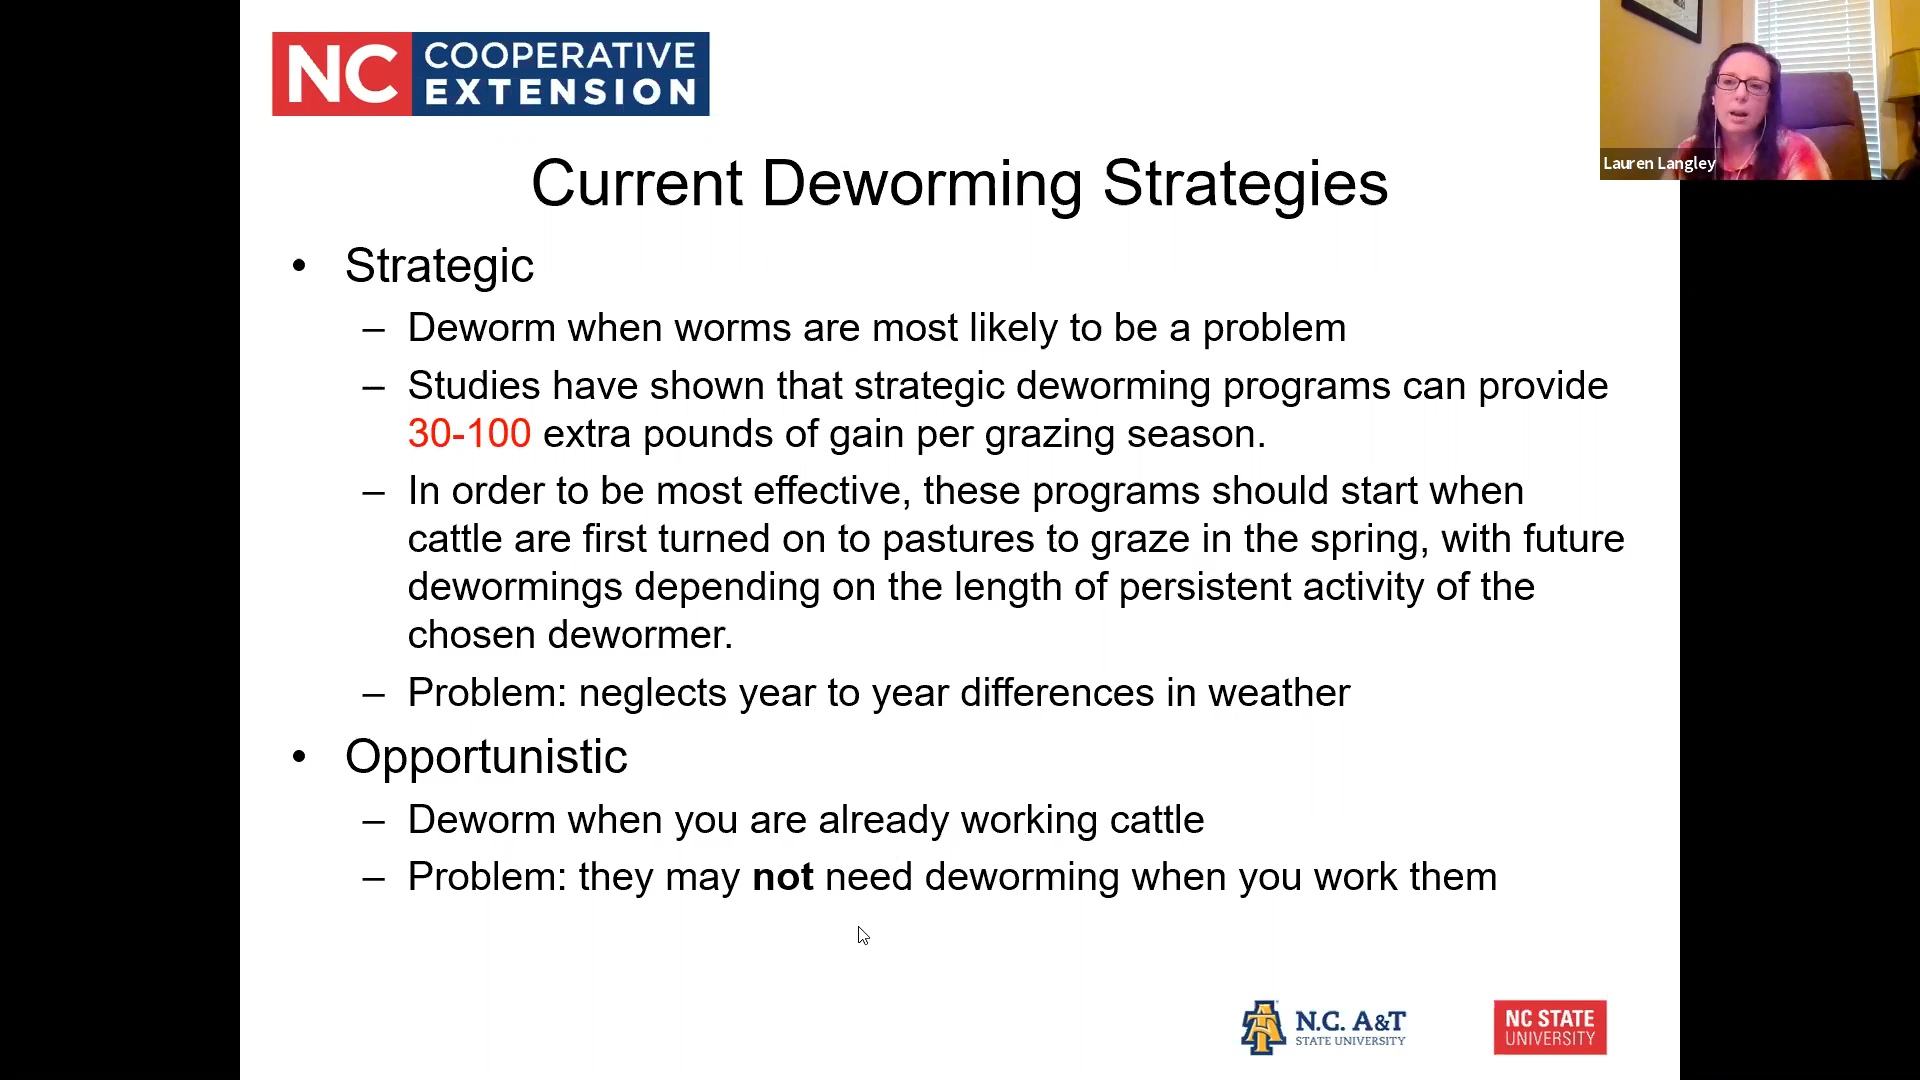 NC COOPERATIVE
EXTENSION
Lauren Langley
Current Deworming Strategies
• Strategic
– Deworm when worms are most likely to be a problem
– Studies have shown that strategic deworming programs can provide
30-100 extra pounds of gain per grazing season.
– In order to be most effective, these programs should start when
cattle are first turned on to pastures to graze in the spring, with future
dewormings depending on the length of persistent activity of the
chosen dewormer.
– Problem: neglects year to year differences in weather
• Opportunistic
– Deworm when you are already working cattle
– Problem: they may not need deworming when you work them
N.C. A&T
STATE UNIVERSITY
NC STATE
UNIVERSITY